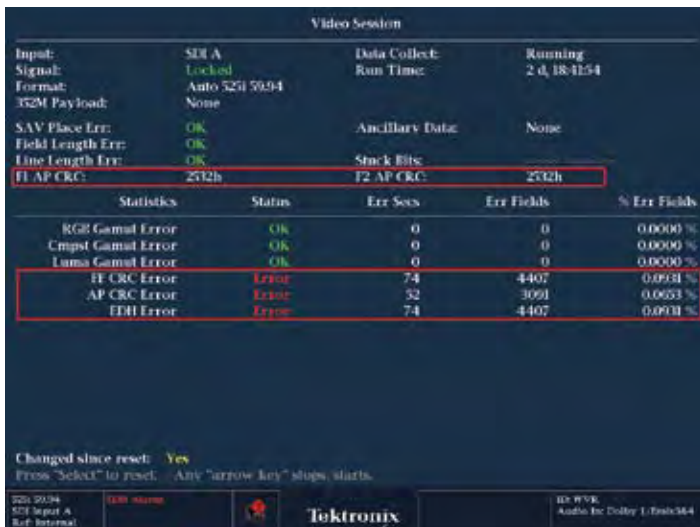 Video Session
Input: SDI A Data Collect: Running
Signal: Locked Run Time: 2 d, 18:41:54
Format: Auto 525i 59.94
352M Payload: None
SAV Place Err: OK Ancillary Data: None
Field Length Err: OK
Line Length Err: OK Stuck Bits:
F1 AP CRC: 2532h F2 AP CRC: 2532h
Statistics Status Err Secs Err Fields % Err Fields
RGB Gamut Error OK 0 0 0.0000 %
Cmpst Gamut Error OK 0 0 0.0000 %
Luma Gamut Error OK 0 0 0.0000 %
FF CRC Error Error 74 4407 0.0931 %
AP CRC Error Error 52 3091 0.0653 %
EDH Error Error 74 4407 0.0931 %
Changed since reset: Yes
Press "Select" to reset. Any "arrow key" stops, starts.
525i 59.94
SDI Input A
Ref: Internal
Tektronix
ID: WVR
Audio In: Dolby